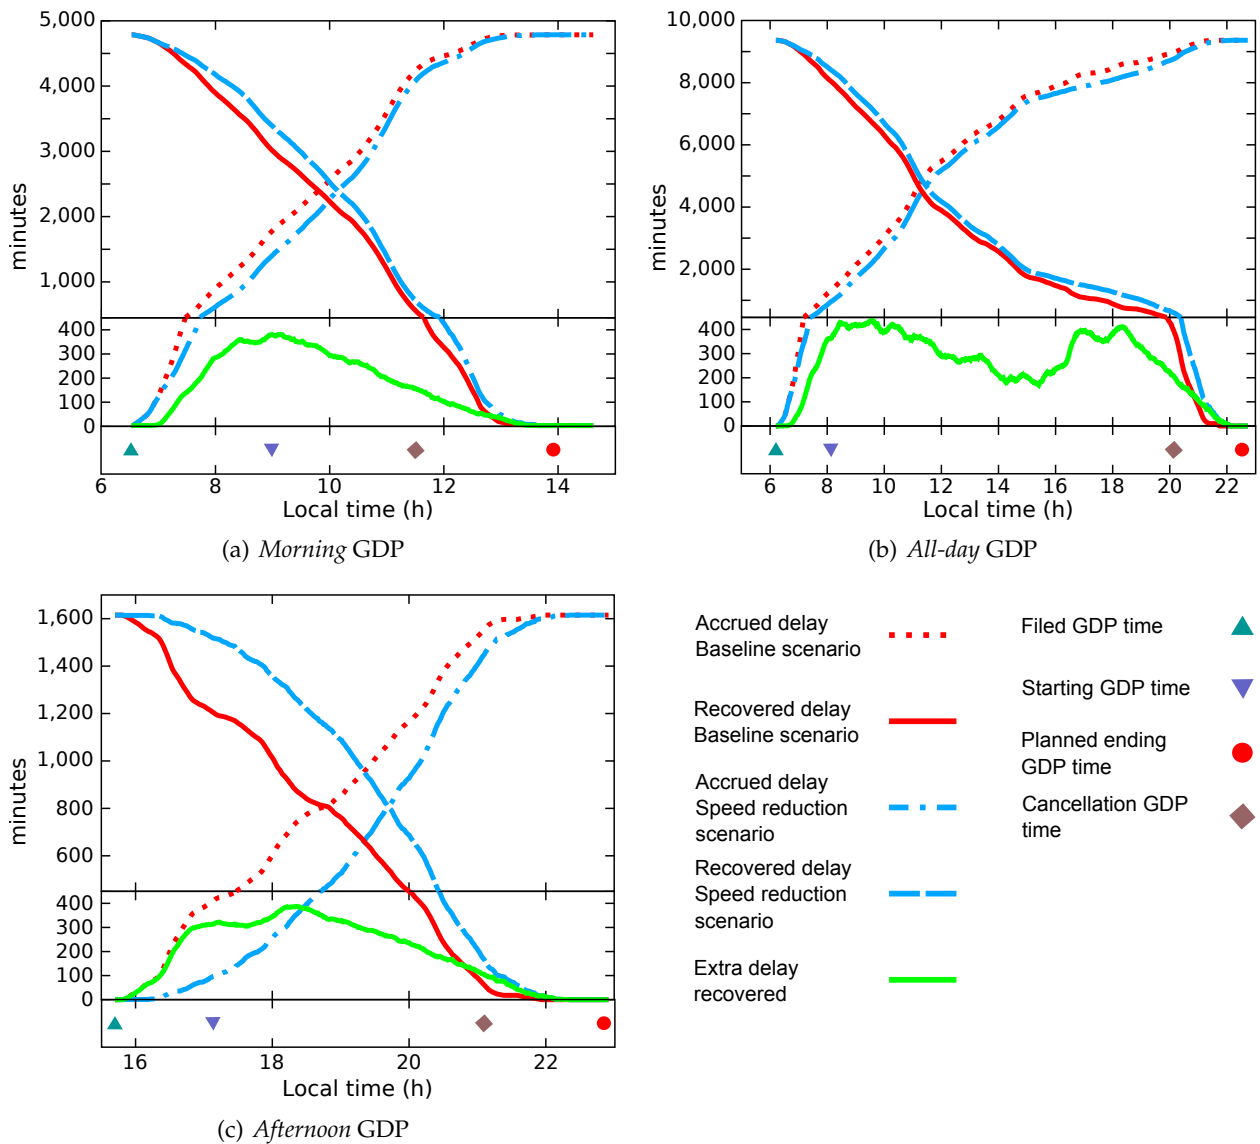 5,000
4,000
3,000
2,000
1,000
400
300
200
100
0
minutes
6
8
10
12
14
Local time (h)
(a) Morning GDP
10,000
8,000
6,000
4,000
2,000
400
300
200
100
0
minutes
6
8
10
12
14
16
18
20
22
Local time (h)
(b) All-day GDP
1,600
1,400
1,200
1,000
800
600
400
300
200
100
0
minutes
16
18
20
22
Local time (h)
(c) Afternoon GDP
Accrued delay
Baseline scenario
Recovered delay
Baseline scenario
Accrued delay
Speed reduction
scenario
Recovered delay
Speed reduction
scenario
Extra delay
recovered
Filed GDP time
Starting GDP time
Planned ending
GDP time
Cancellation GDP
time